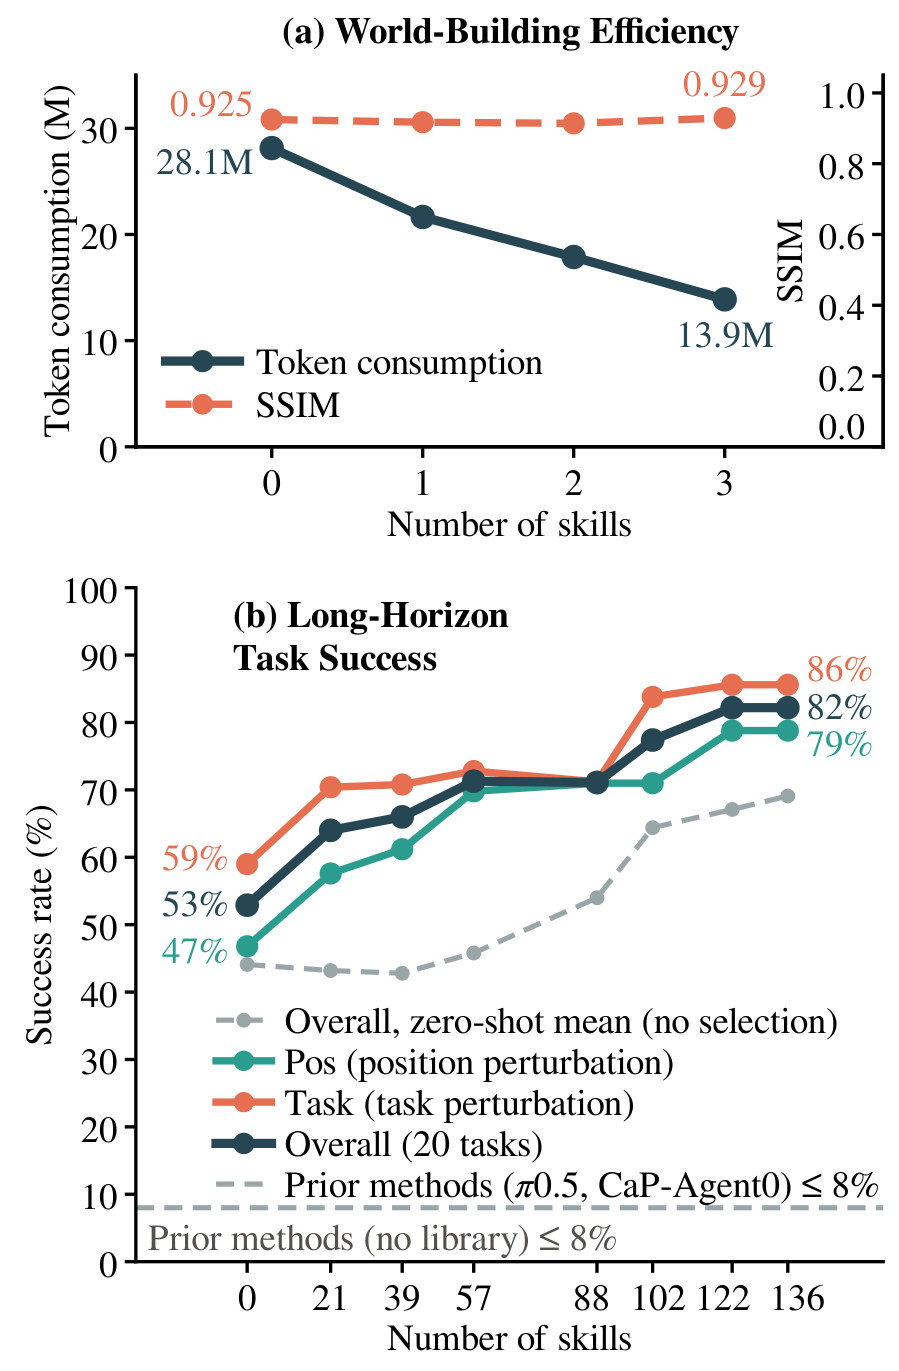 (a) World-Building Efficiency
Token consumption (M)
30
20
10
0
0.925
28.1M
0.929
13.9M
Token consumption
SSIM
SSIM
1.0
0.8
0.6
0.4
0.2
0.0
0 1 2 3
Number of skills
(b) Long-Horizon
Task Success
Success rate (%)
100
90
80
70
60
50
40
30
20
10
0
59%
53%
47%
86%
82%
79%
Overall, zero-shot mean (no selection)
Pos (position perturbation)
Task (task perturbation)
Overall (20 tasks)
Prior methods (π0.5, CaP-Agent0) ≤ 8%
Prior methods (no library) ≤ 8%
0 21 39 57 88 102 122 136
Number of skills